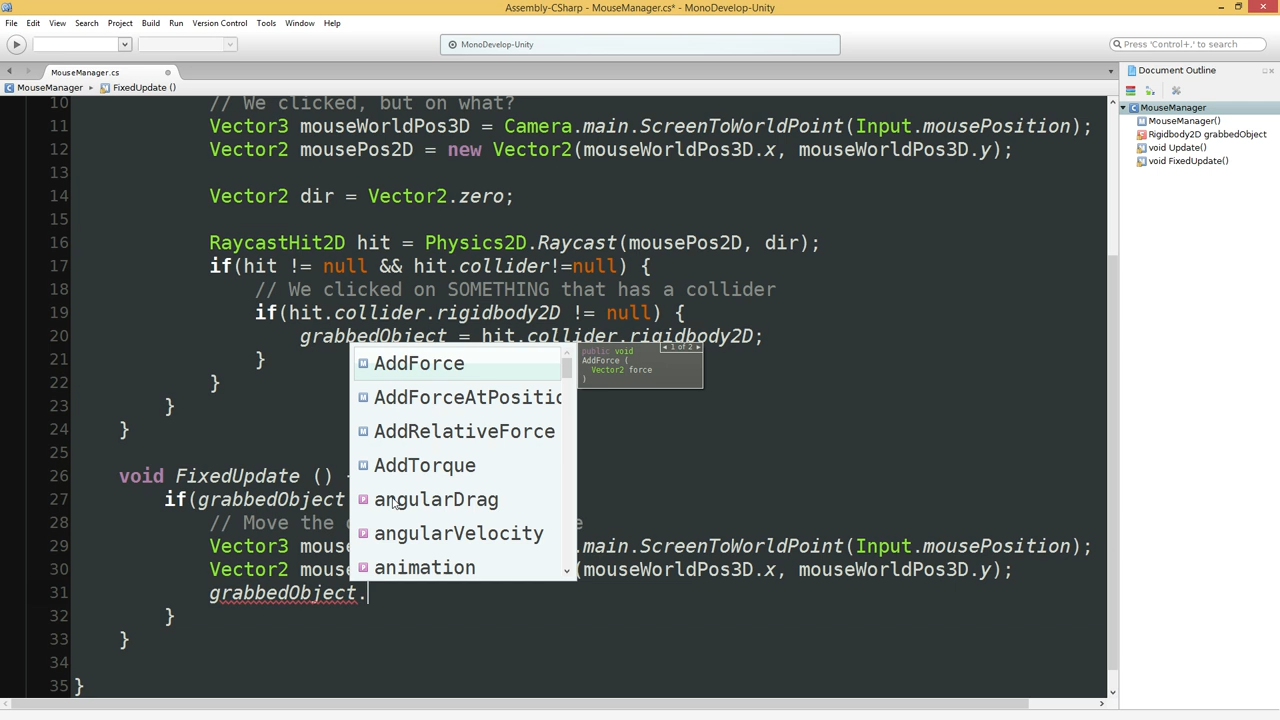 Assembly-CSharp - MouseManager.cs* - MonoDevelop-Unity
File Edit View Search Project Build Run Version Control Tools Window Help
MonoDevelop-Unity
Press 'Control+,' to search
MouseManager.cs
MouseManager ▸ FixedUpdate ()
10 // We clicked, but on what?
11 Vector3 mouseWorldPos3D = Camera.main.ScreenToWorldPoint(Input.mousePosition);
12 Vector2 mousePos2D = new Vector2(mouseWorldPos3D.x, mouseWorldPos3D.y);
13
14 Vector2 dir = Vector2.zero;
15
16 RaycastHit2D hit = Physics2D.Raycast(mousePos2D, dir);
17 if(hit != null && hit.collider!=null) {
18 // We clicked on SOMETHING that has a collider
19 if(hit.collider.rigidbody2D != null) {
20 grabbedObject = hit.collider.rigidbody2D;
21 }
22 }
23 }
24 }
25
26 void FixedUpdate () {
27 if(grabbedObject
28 // Move the
29 Vector3 mouse .main.ScreenToWorldPoint(Input.mousePosition);
30 Vector2 mouse (mouseWorldPos3D.x, mouseWorldPos3D.y);
31 grabbedObject.
32 }
33 }
34
35 }
AddForce
AddForceAtPositio
AddRelativeForce
AddTorque
angularDrag
angularVelocity
animation
1 of 2
public void
AddForce (
Vector2 force
)
Document Outline
MouseManager
MouseManager()
Rigidbody2D grabbedObject
void Update()
void FixedUpdate()